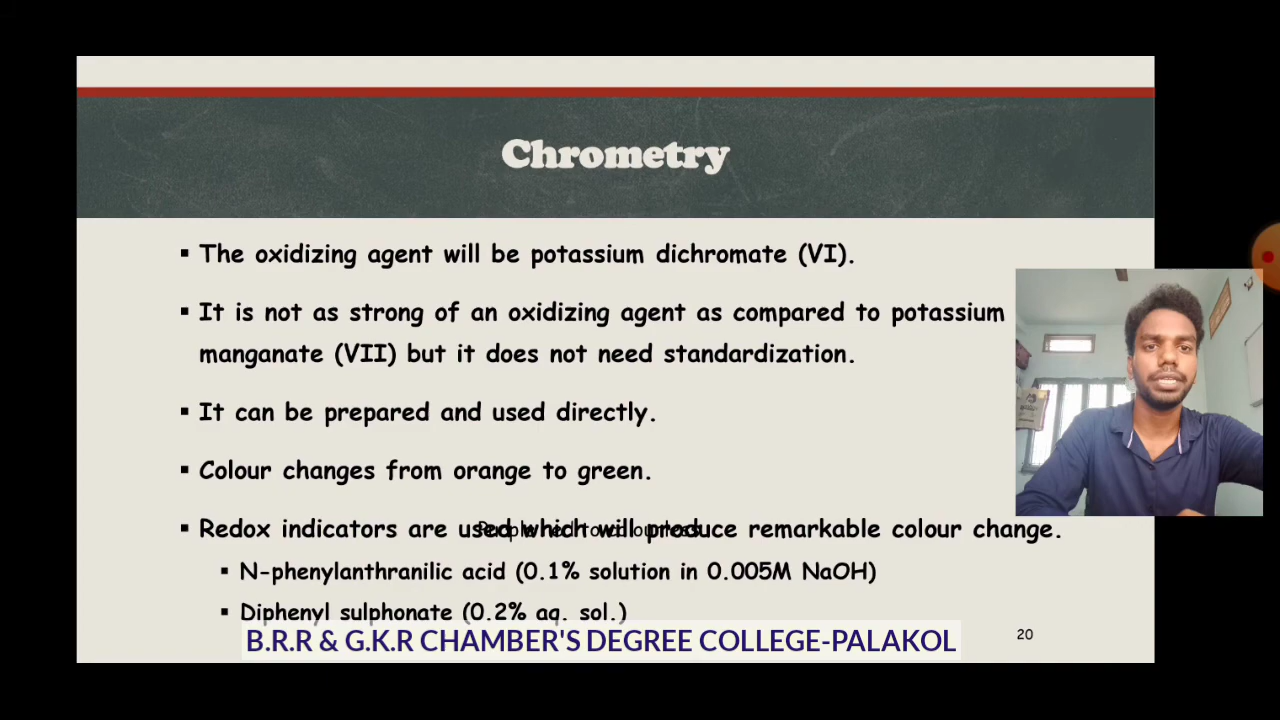 Chrometry
▪ The oxidizing agent will be potassium dichromate (VI).
▪ It is not as strong of an oxidizing agent as compared to potassium
manganate (VII) but it does not need standardization.
▪ It can be prepared and used directly.
▪ Colour changes from orange to green.
▪ Redox indicators are used which will produce remarkable colour change.
▪ N-phenylanthranilic acid (0.1% solution in 0.005M NaOH)
▪ Diphenyl sulphonate (0.2% aq. sol.)
B.R.R & G.K.R CHAMBER'S DEGREE COLLEGE-PALAKOL
20